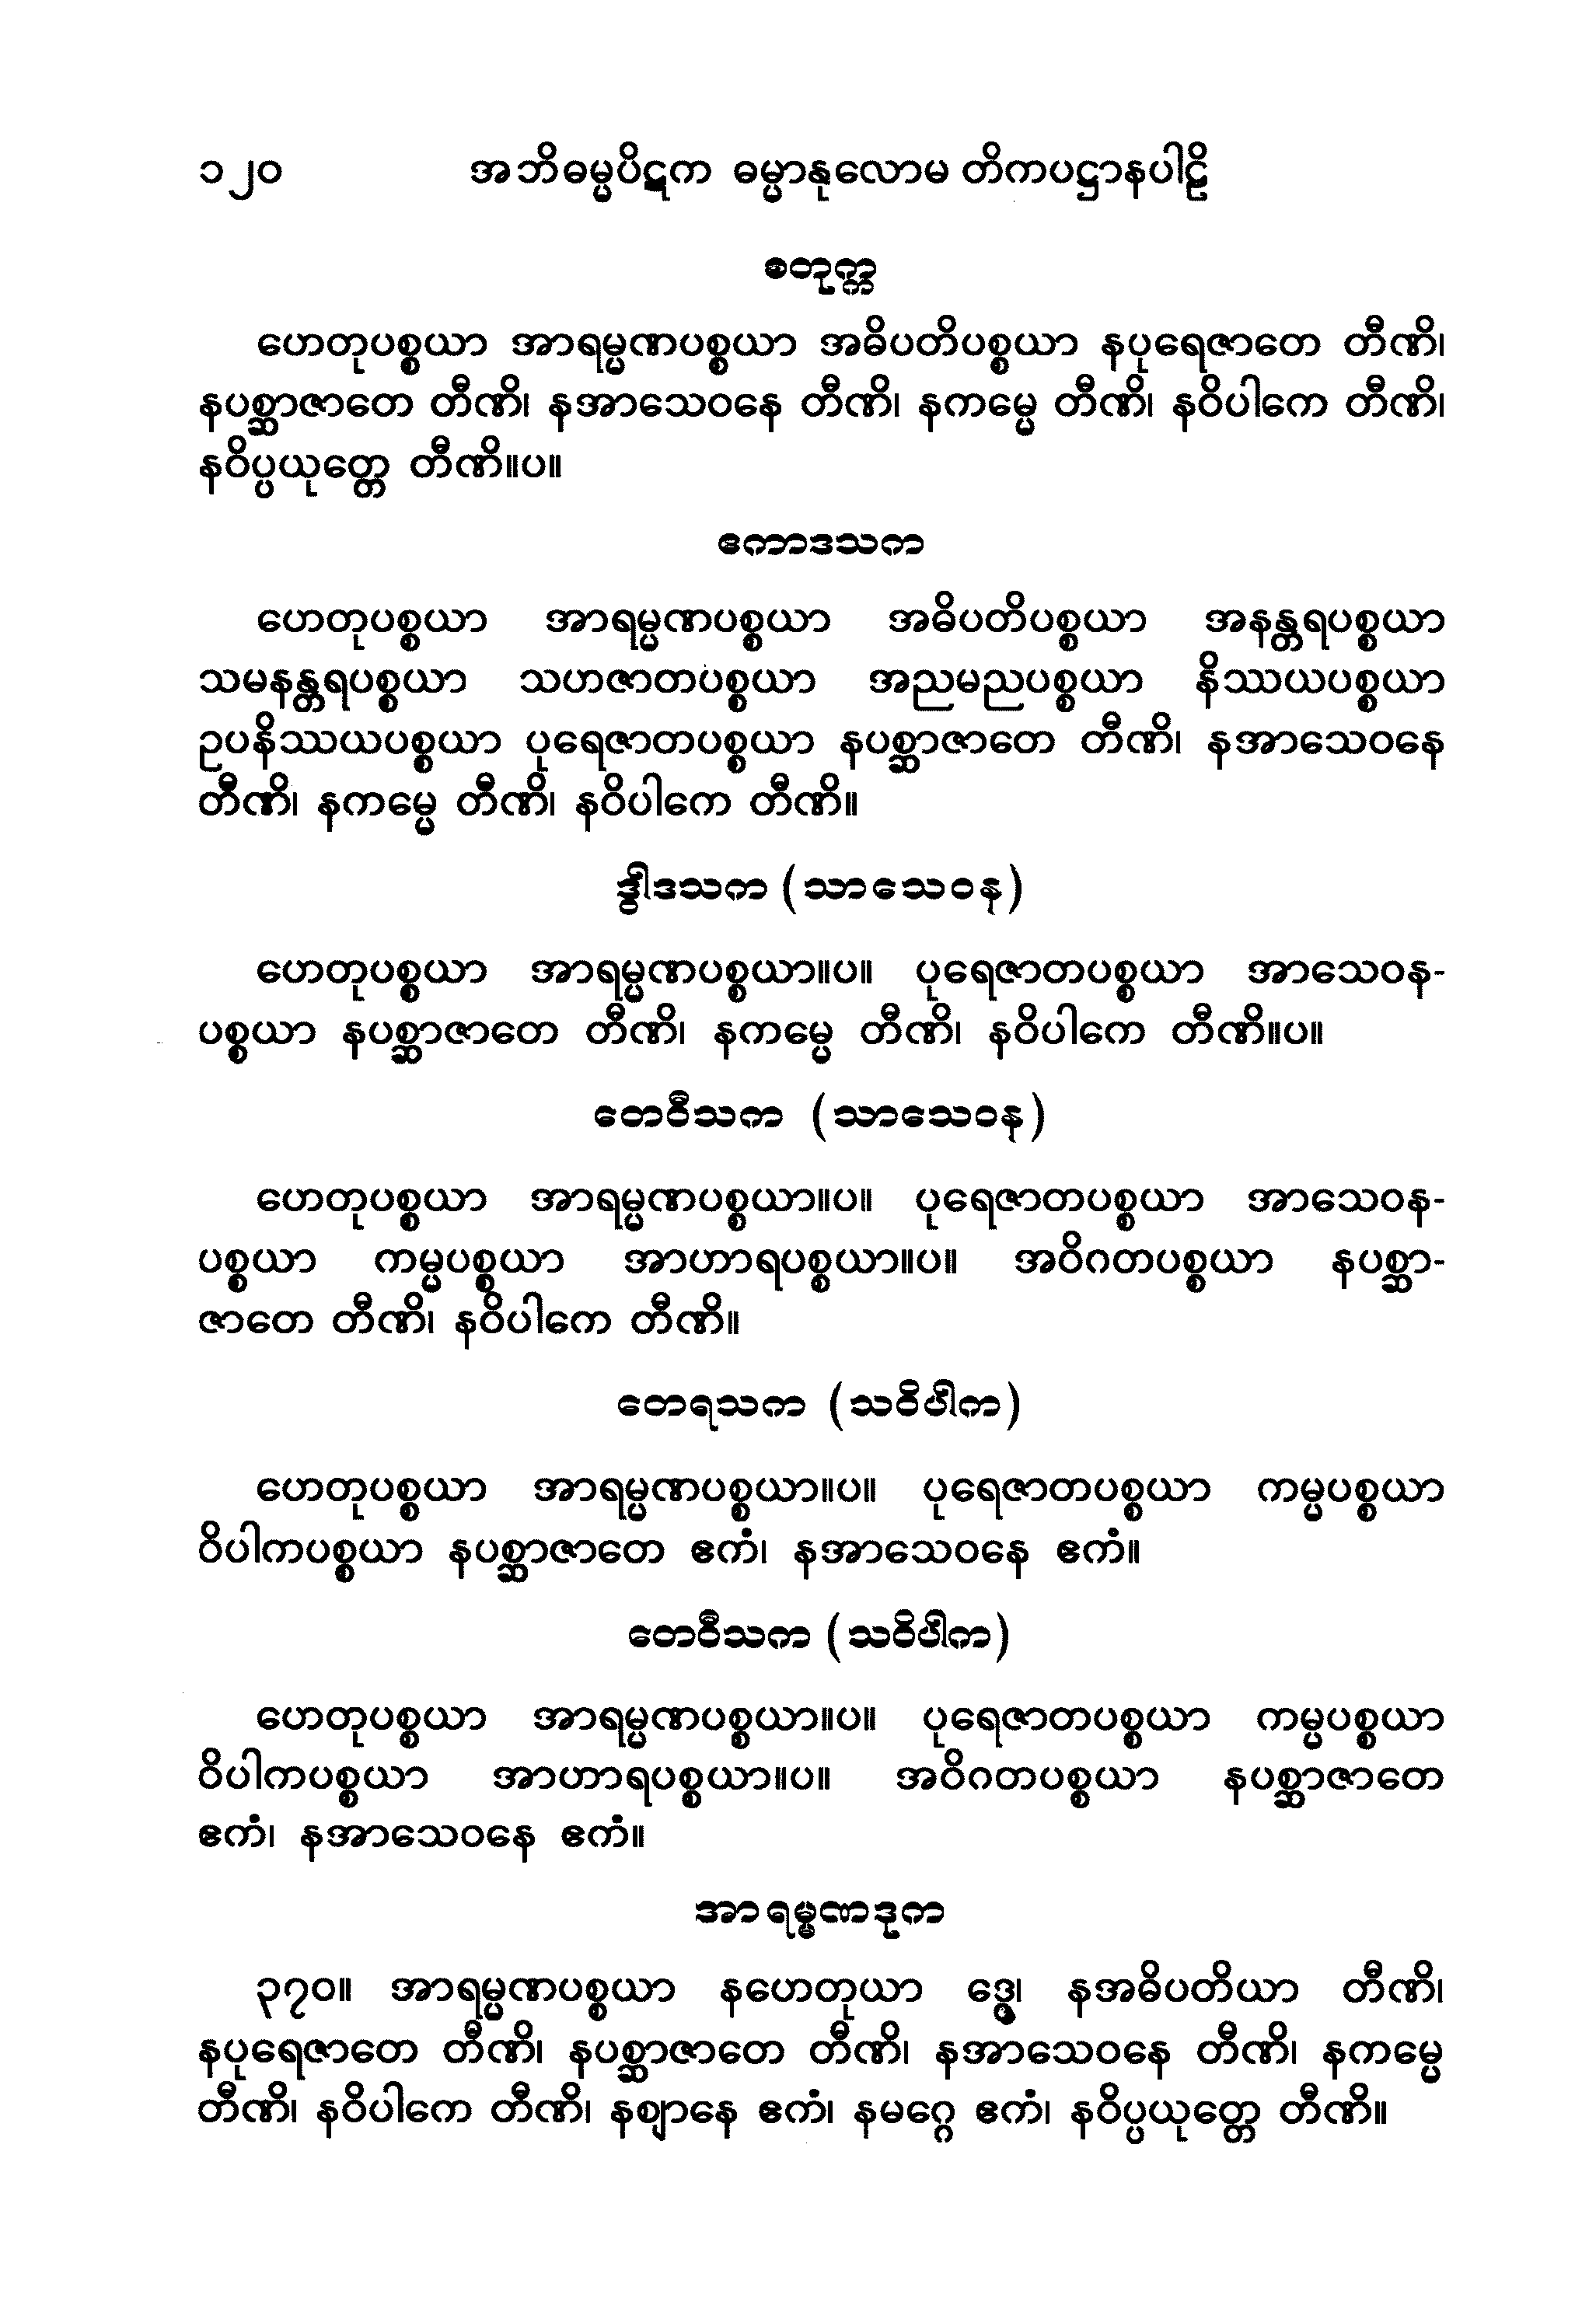 ၁၂၀ အဘိဓမ္မပိဋက ဓမ္မာနုလောမ တိကပဋ္ဌာနပါဠိ
စတုက္က
ဟေတုပစ္စယာ အာရမ္မဏပစ္စယာ အဓိပတိပစ္စယာ နပုရေဇာတေ တီဏိ၊
နပစ္ဆာဇာတေ တီဏိ၊ နအာသေဝနေ တီဏိ၊ နကမ္မေ တီဏိ၊ နဝိပါကေ တီဏိ၊
နဝိပ္ပယုတ္တေ တီဏိ။ပ။
ဧကာဒသက
ဟေတုပစ္စယာ အာရမ္မဏပစ္စယာ အဓိပတိပစ္စယာ အနန္တရပစ္စယာ
သမနန္တရပစ္စယာ သဟဇာတပစ္စယာ အညမညပစ္စယာ နိဿယပစ္စယာ
ဥပနိဿယပစ္စယာ ပုရေဇာတပစ္စယာ နပစ္ဆာဇာတေ တီဏိ၊ နအာသေဝနေ
တီဏိ၊ နကမ္မေ တီဏိ၊ နဝိပါကေ တီဏိ။
ဒွါဒသက (သာသေဝန)
ဟေတုပစ္စယာ အာရမ္မဏပစ္စယာ။ပ။ ပုရေဇာတပစ္စယာ အာသေဝန-
ပစ္စယာ နပစ္ဆာဇာတေ တီဏိ၊ နကမ္မေ တီဏိ၊ နဝိပါကေ တီဏိ။ပ။
တေဝီသက (သာသေဝန)
ဟေတုပစ္စယာ အာရမ္မဏပစ္စယာ။ပ။ ပုရေဇာတပစ္စယာ အာသေဝန-
ပစ္စယာ ကမ္မပစ္စယာ အာဟာရပစ္စယာ။ပ။ အဝိဂတပစ္စယာ နပစ္ဆာ-
ဇာတေ တီဏိ၊ နဝိပါကေ တီဏိ။
တေရသက (သဝိပါက)
ဟေတုပစ္စယာ အာရမ္မဏပစ္စယာ။ပ။ ပုရေဇာတပစ္စယာ ကမ္မပစ္စယာ
ဝိပါကပစ္စယာ နပစ္ဆာဇာတေ ဧကံ၊ နအာသေဝနေ ဧကံ။
တေဝီသက (သဝိပါက)
ဟေတုပစ္စယာ အာရမ္မဏပစ္စယာ။ပ။ ပုရေဇာတပစ္စယာ ကမ္မပစ္စယာ
ဝိပါကပစ္စယာ အာဟာရပစ္စယာ။ပ။ အဝိဂတပစ္စယာ နပစ္ဆာဇာတေ
ဧကံ၊ နအာသေဝနေ ဧကံ။
အာရမ္မဏဒုက
၃၇၀။ အာရမ္မဏပစ္စယာ နဟေတုယာ ဒွေ၊ နအဓိပတိယာ တီဏိ၊
နပုရေဇာတေ တီဏိ၊ နပစ္ဆာဇာတေ တီဏိ၊ နအာသေဝနေ တီဏိ၊ နကမ္မေ
တီဏိ၊ နဝိပါကေ တီဏိ၊ နဈာနေ ဧကံ၊ နမဂ္ဂေ ဧကံ၊ နဝိပ္ပယုတ္တေ တီဏိ။